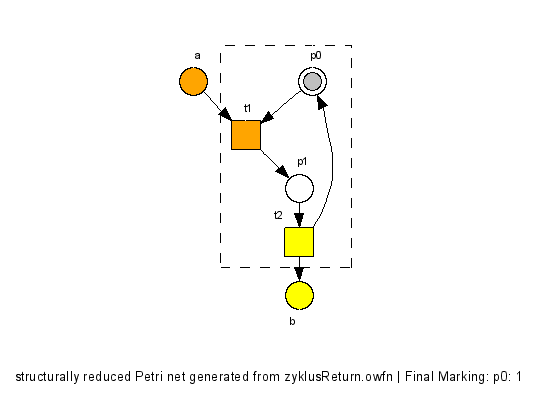 a
p0
t1
p1
t2
b
structurally reduced Petri net generated from zyklusReturn.owfn | Final Marking: p0: 1